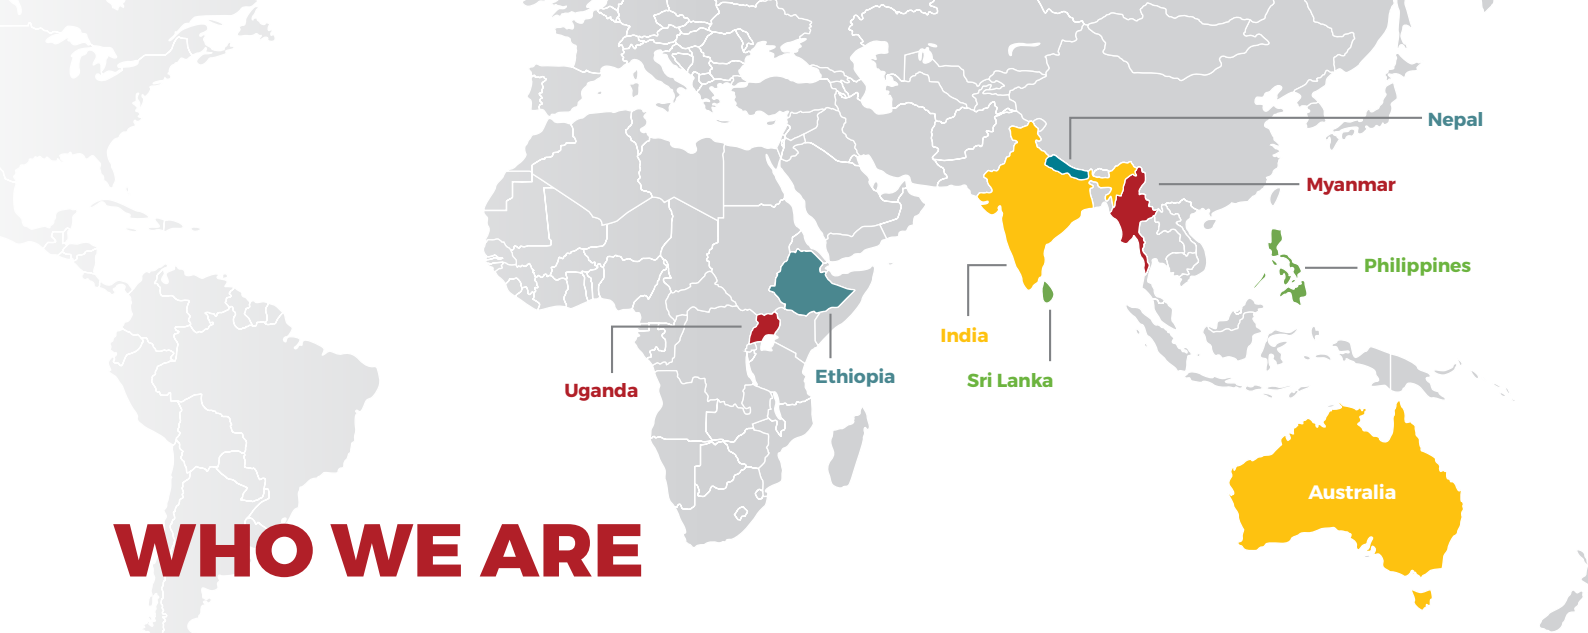 Nepal
Myanmar
Philippines
India
Uganda
Ethiopia
Sri Lanka
Australia
WHO WE ARE